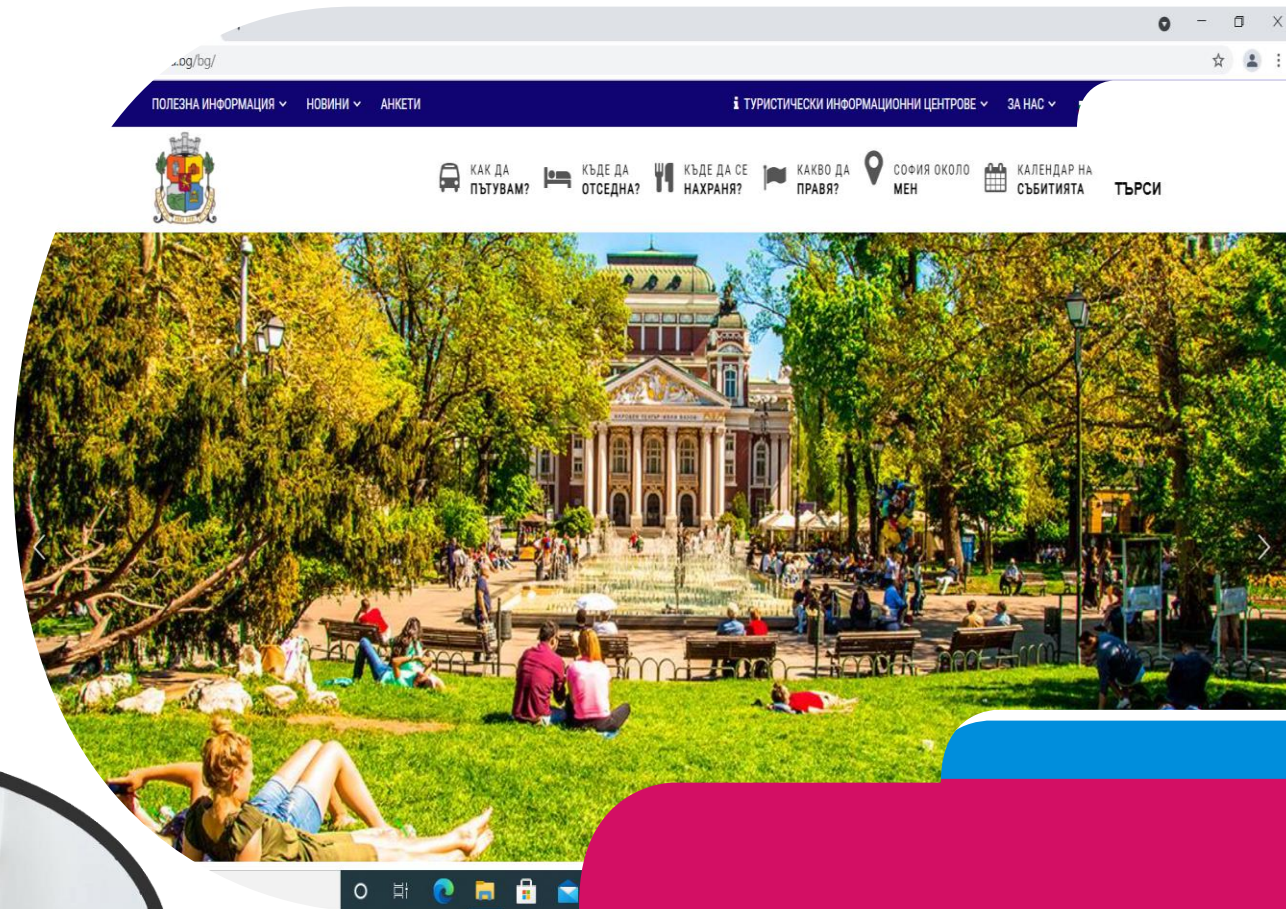 /bg/
ПОЛЕЗНА ИНФОРМАЦИЯ НОВИНИ АНКЕТИ
i ТУРИСТИЧЕСКИ ИНФОРМАЦИОННИ ЦЕНТРОВЕ ЗА НАС
КАК ДА
ПЪТУВАМ?
КЪДЕ ДА
ОТСЕДНА?
КЪДЕ ДА СЕ
НАХРАНЯ?
КАКВО ДА
ПРАВЯ?
СОФИЯ ОКОЛО
МЕН
КАЛЕНДАР НА
СЪБИТИЯТА
ТЪРСИ